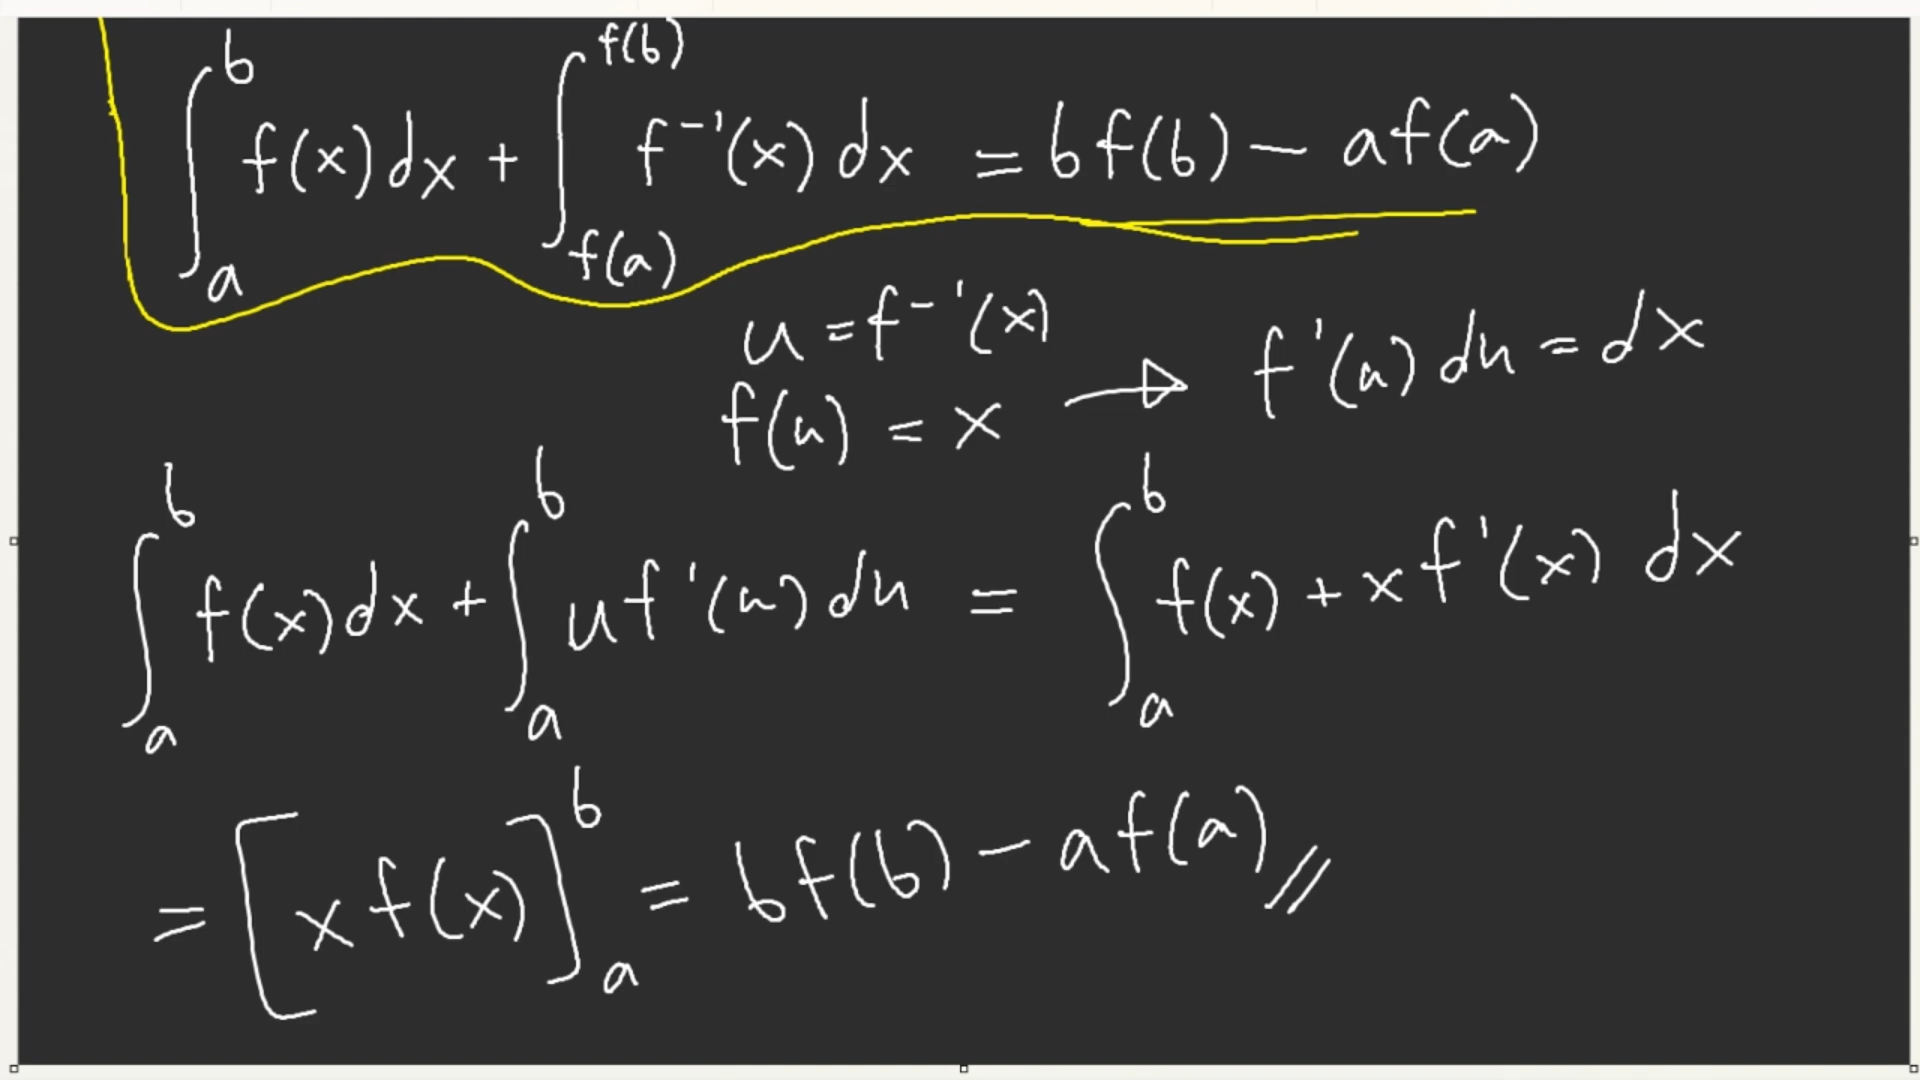 ∫_a^b f(x)dx + ∫_{f(a)}^{f(b)} f⁻¹(x) dx = bf(b) − af(a)
u = f⁻¹(x)
f(u) = x → f'(u) du = dx
∫_a^b f(x)dx + ∫_a^b uf'(u) du = ∫_a^b f(x) + xf'(x) dx
= [xf(x)]_a^b = bf(b) − af(a) //